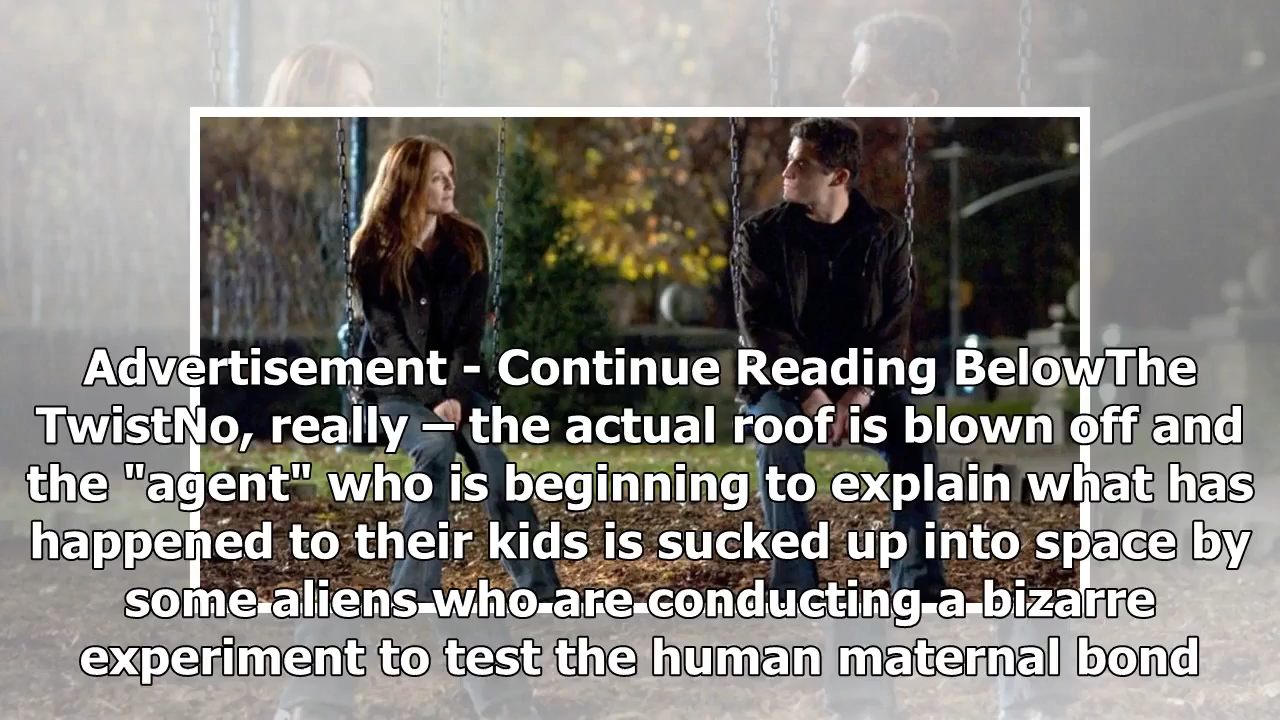 Advertisement - Continue Reading BelowThe
TwistNo, really – the actual roof is blown off and
the "agent" who is beginning to explain what has
happened to their kids is sucked up into space by
some aliens who are conducting a bizarre
experiment to test the human maternal bond